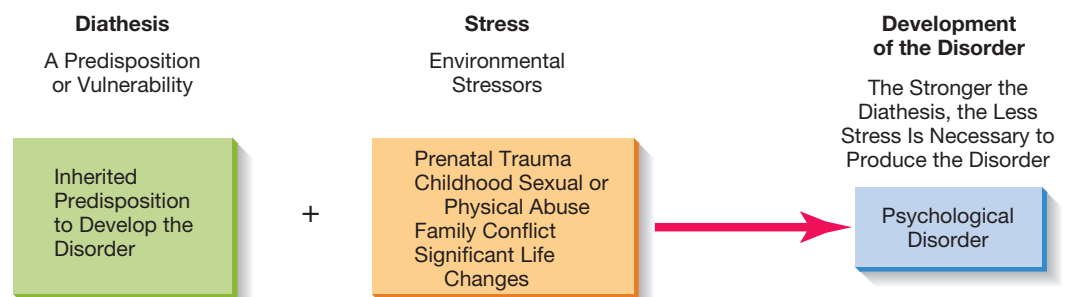 Diathesis
A Predisposition
or Vulnerability
Inherited
Predisposition
to Develop the
Disorder
+
Stress
Environmental
Stressors
Prenatal Trauma
Childhood Sexual or
Physical Abuse
Family Conflict
Significant Life
Changes
Development
of the Disorder
The Stronger the
Diathesis, the Less
Stress Is Necessary to
Produce the Disorder
Psychological
Disorder